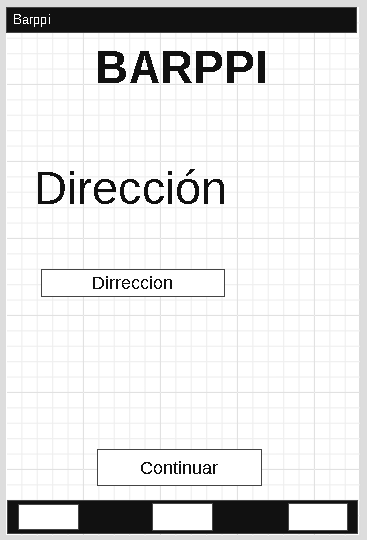 Barppi
BARPPI
Dirección
Dirreccion
Continuar